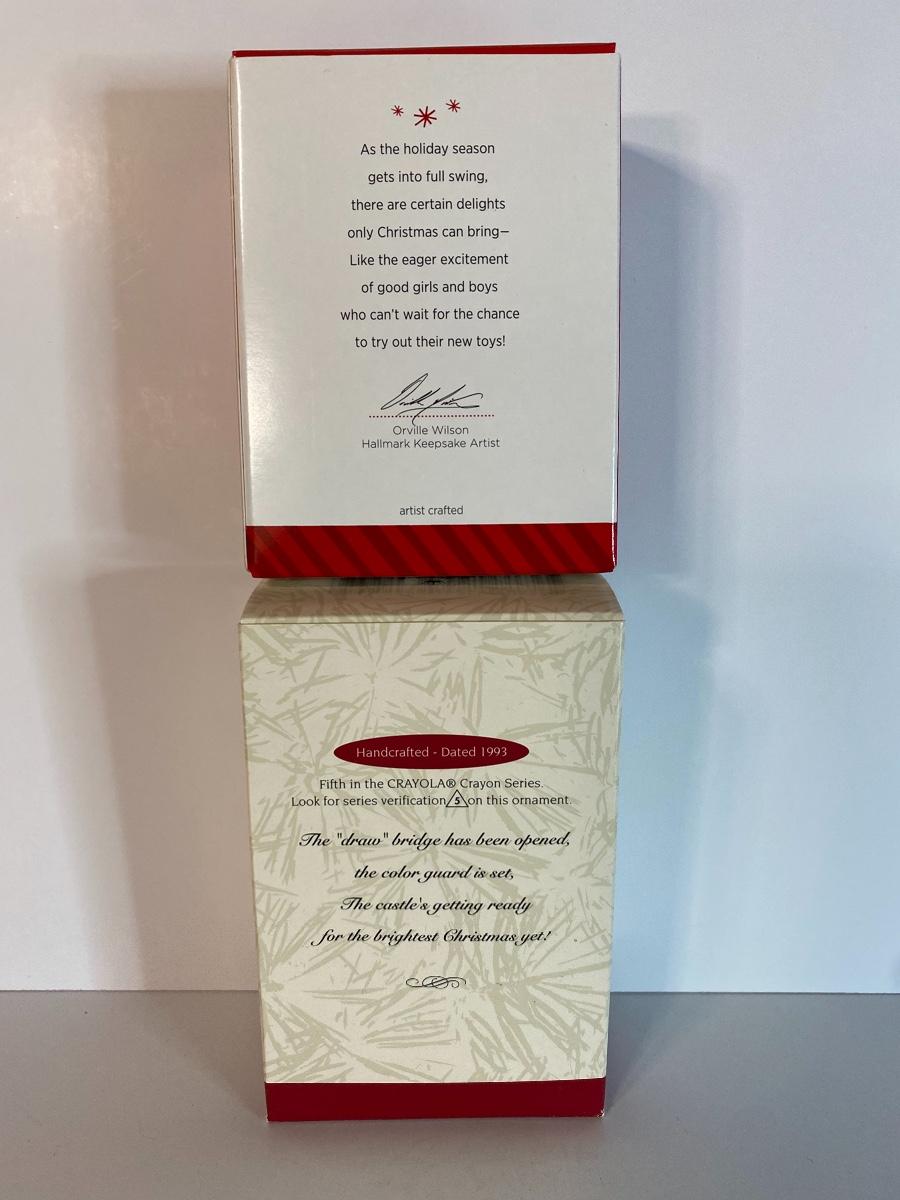 As the holiday season
gets into full swing,
there are certain delights
only Christmas can bring—
Like the eager excitement
of good girls and boys
who can't wait for the chance
to try out their new toys!
Orville Wilson
Hallmark Keepsake Artist
artist crafted
Handcrafted - Dated 1993
Fifth in the CRAYOLA® Crayon Series.
Look for series verification 5 on this ornament.
The "draw" bridge has been opened,
the color guard is set,
The castle's getting ready
for the brightest Christmas yet!